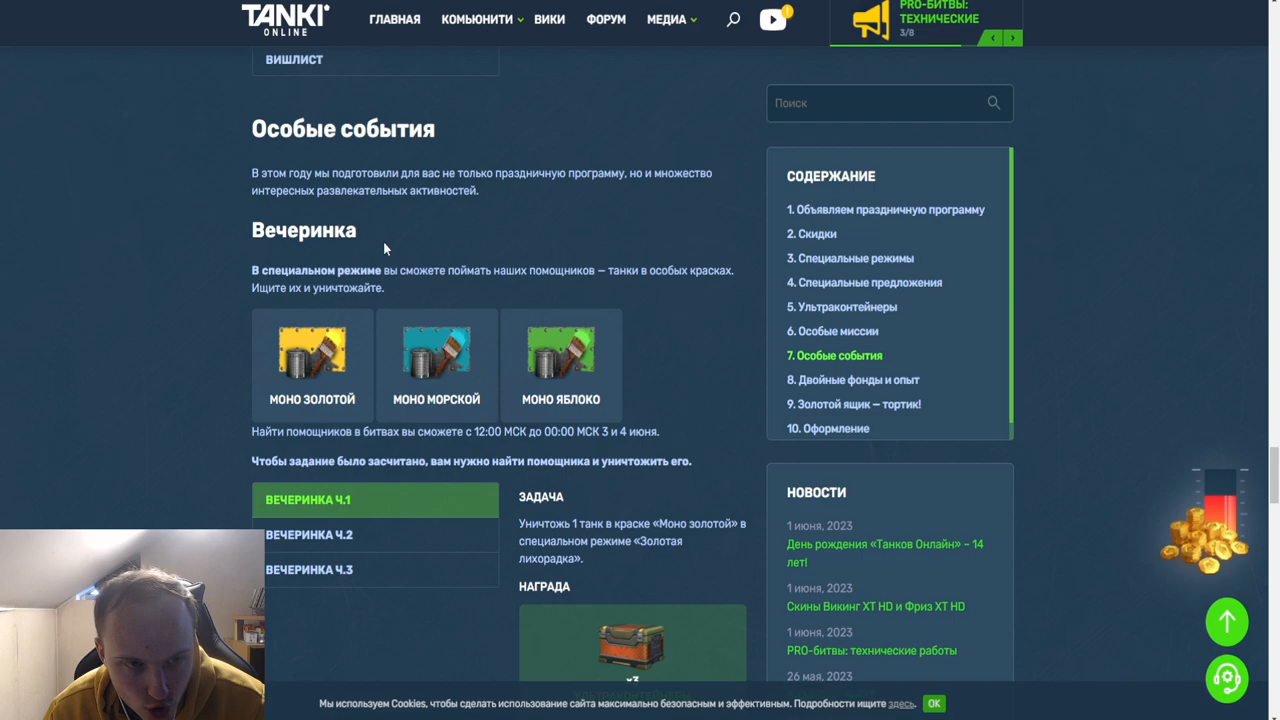 TANKI
ONLINE
ГЛАВНАЯ
КОМЬЮНИТИ
ВИКИ
ФОРУМ
МЕДИА
!
PRO-БИТВЫ:
ТЕХНИЧЕСКИЕ
3/8
ВИШЛИСТ
Особые события
В этом году мы подготовили для вас не только праздничную программу, но и множество
интересных развлекательных активностей.
Вечеринка
В специальном режиме вы сможете поймать наших помощников — танки в особых красках.
Ищите их и уничтожайте.
МОНО ЗОЛОТОЙ
МОНО МОРСКОЙ
МОНО ЯБЛОКО
Найти помощников в битвах вы сможете с 12:00 МСК до 00:00 МСК 3 и 4 июня.
Чтобы задание было засчитано, вам нужно найти помощника и уничтожить его.
ВЕЧЕРИНКА Ч.1
ВЕЧЕРИНКА Ч.2
ВЕЧЕРИНКА Ч.3
ЗАДАЧА
Уничтожь 1 танк в краске «Моно золотой» в
специальном режиме «Золотая
лихорадка».
НАГРАДА
x3
УЛЬТРАКОНТЕЙНЕРЫ
Поиск
СОДЕРЖАНИЕ
1. Объявляем праздничную программу
2. Скидки
3. Специальные режимы
4. Специальные предложения
5. Ультраконтейнеры
6. Особые миссии
7. Особые события
8. Двойные фонды и опыт
9. Золотой ящик — тортик!
10. Оформление
НОВОСТИ
1 июня, 2023
День рождения «Танков Онлайн» – 14
лет!
1 июня, 2023
Скины Викинг XT HD и Фриз XT HD
1 июня, 2023
PRO-битвы: технические работы
26 мая, 2023
Мы используем Cookies, чтобы сделать использование сайта максимально безопасным и эффективным. Подробности ищите здесь.
OK